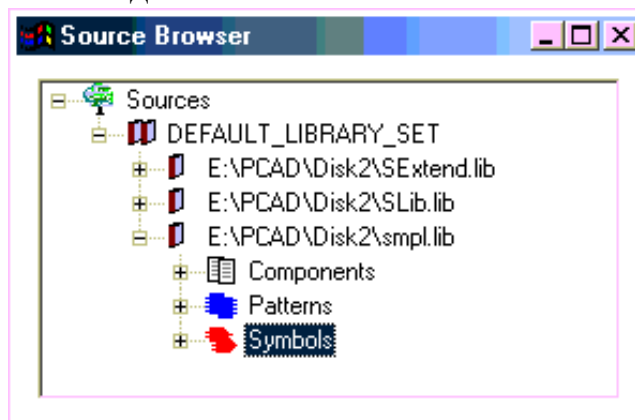 Source Browser
Sources
DEFAULT_LIBRARY_SET
E:\PCAD\Disk2\SExtend.lib
E:\PCAD\Disk2\SLib.lib
E:\PCAD\Disk2\smpl.lib
Components
Patterns
Symbols